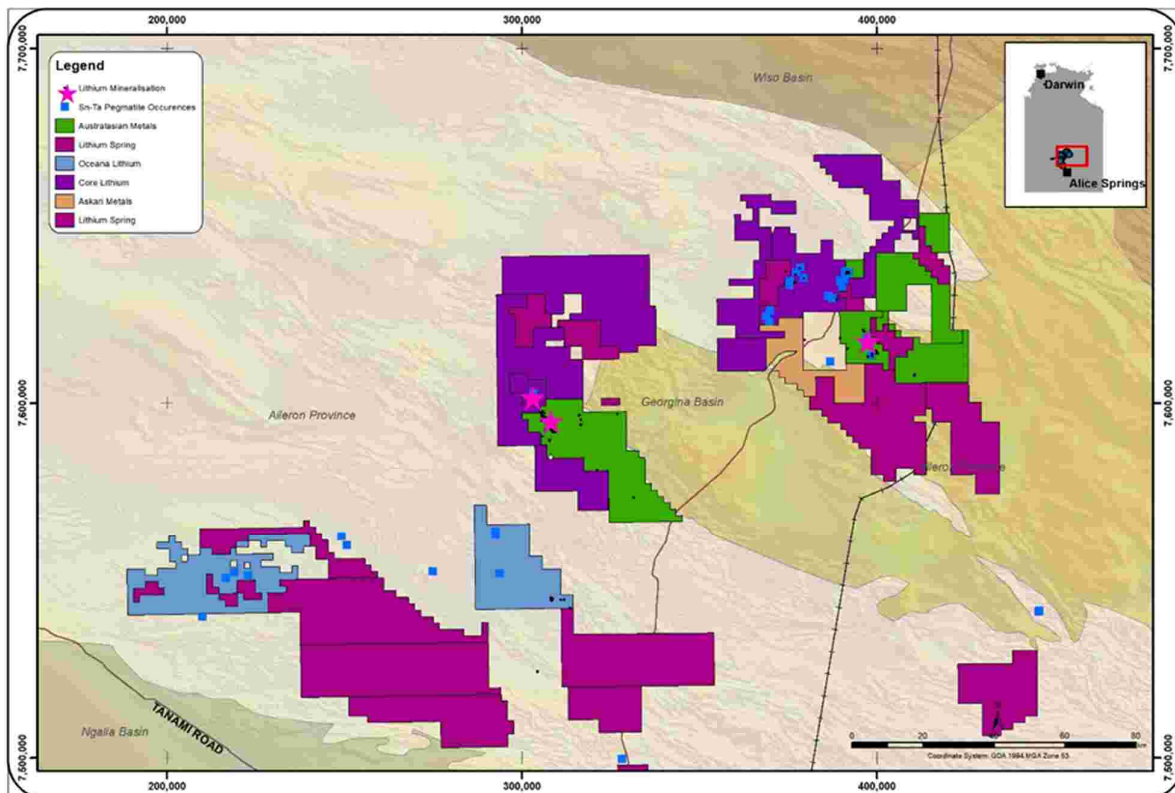 200,000 300,000 400,000
7,700,000
7,700,000
Legend
Lithium Mineralisation
Sn-Ta Pegmatite Occurences
Australasian Metals
Lithium Spring
Oceana Lithium
Core Lithium
Askari Metals
Lithium Spring
Wiso Basin
Darwin
Alice Springs
7,600,000
7,600,000
Aileron Province
Georgina Basin
Ngalia Basin
TANAMI ROAD
0 20 60 80
km
Coordinate System: GDA 1994 MGA Zone 53
7,500,000
7,500,000
200,000 300,000 400,000